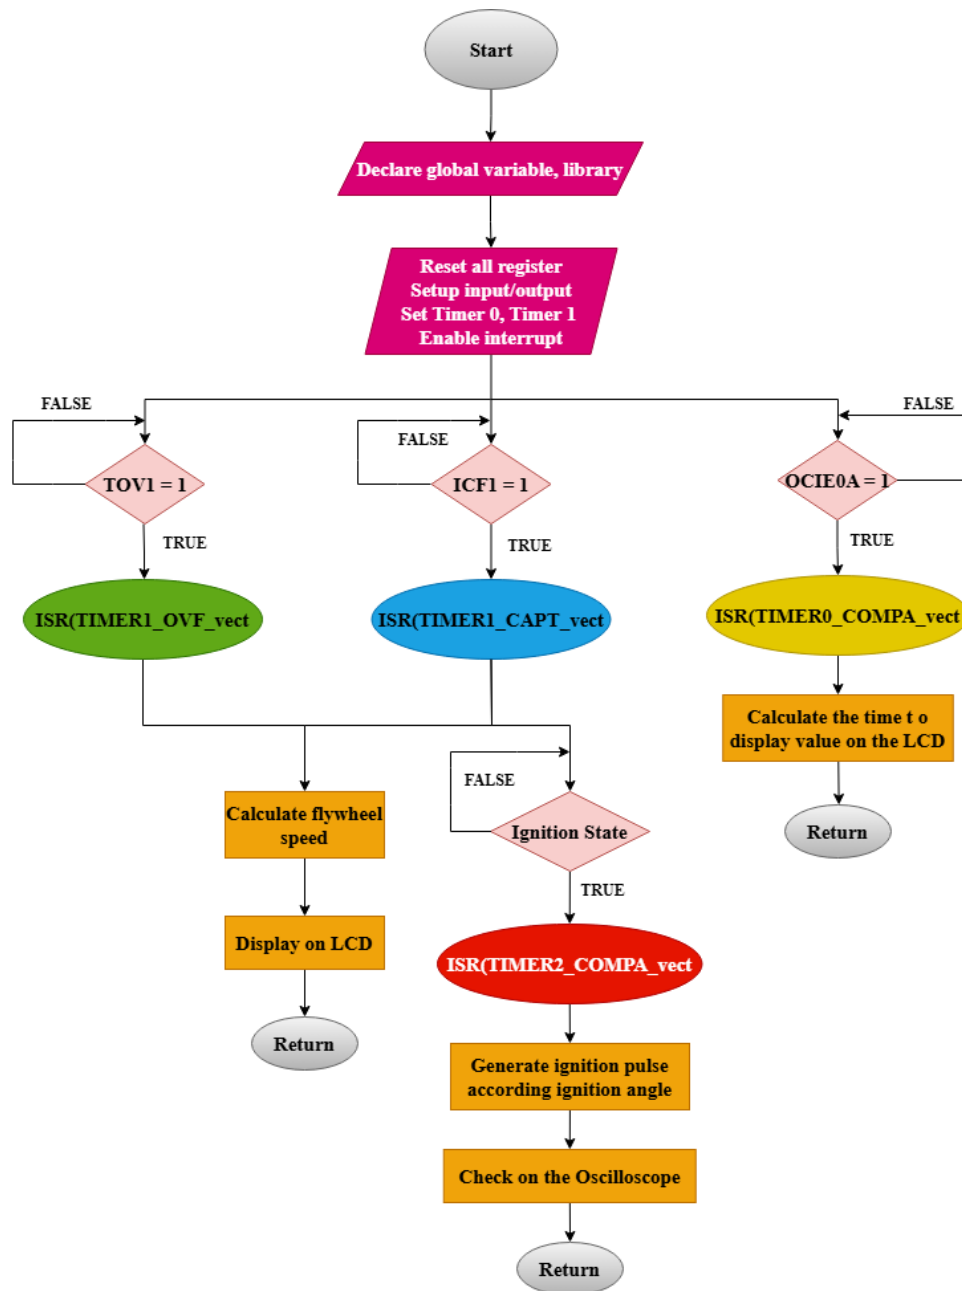 Start
Declare global variable, library
Reset all register
Setup input/output
Set Timer 0, Timer 1
Enable interrupt
FALSE
FALSE
FALSE
TOV1 = 1
ICF1 = 1
OCIE0A = 1
TRUE
TRUE
TRUE
ISR(TIMER1_OVF_vect
ISR(TIMER1_CAPT_vect
ISR(TIMER0_COMPA_vect
Calculate the time t o
display value on the LCD
Return
FALSE
Calculate flywheel
speed
Ignition State
TRUE
Display on LCD
ISR(TIMER2_COMPA_vect
Return
Generate ignition pulse
according ignition angle
Check on the Oscilloscope
Return